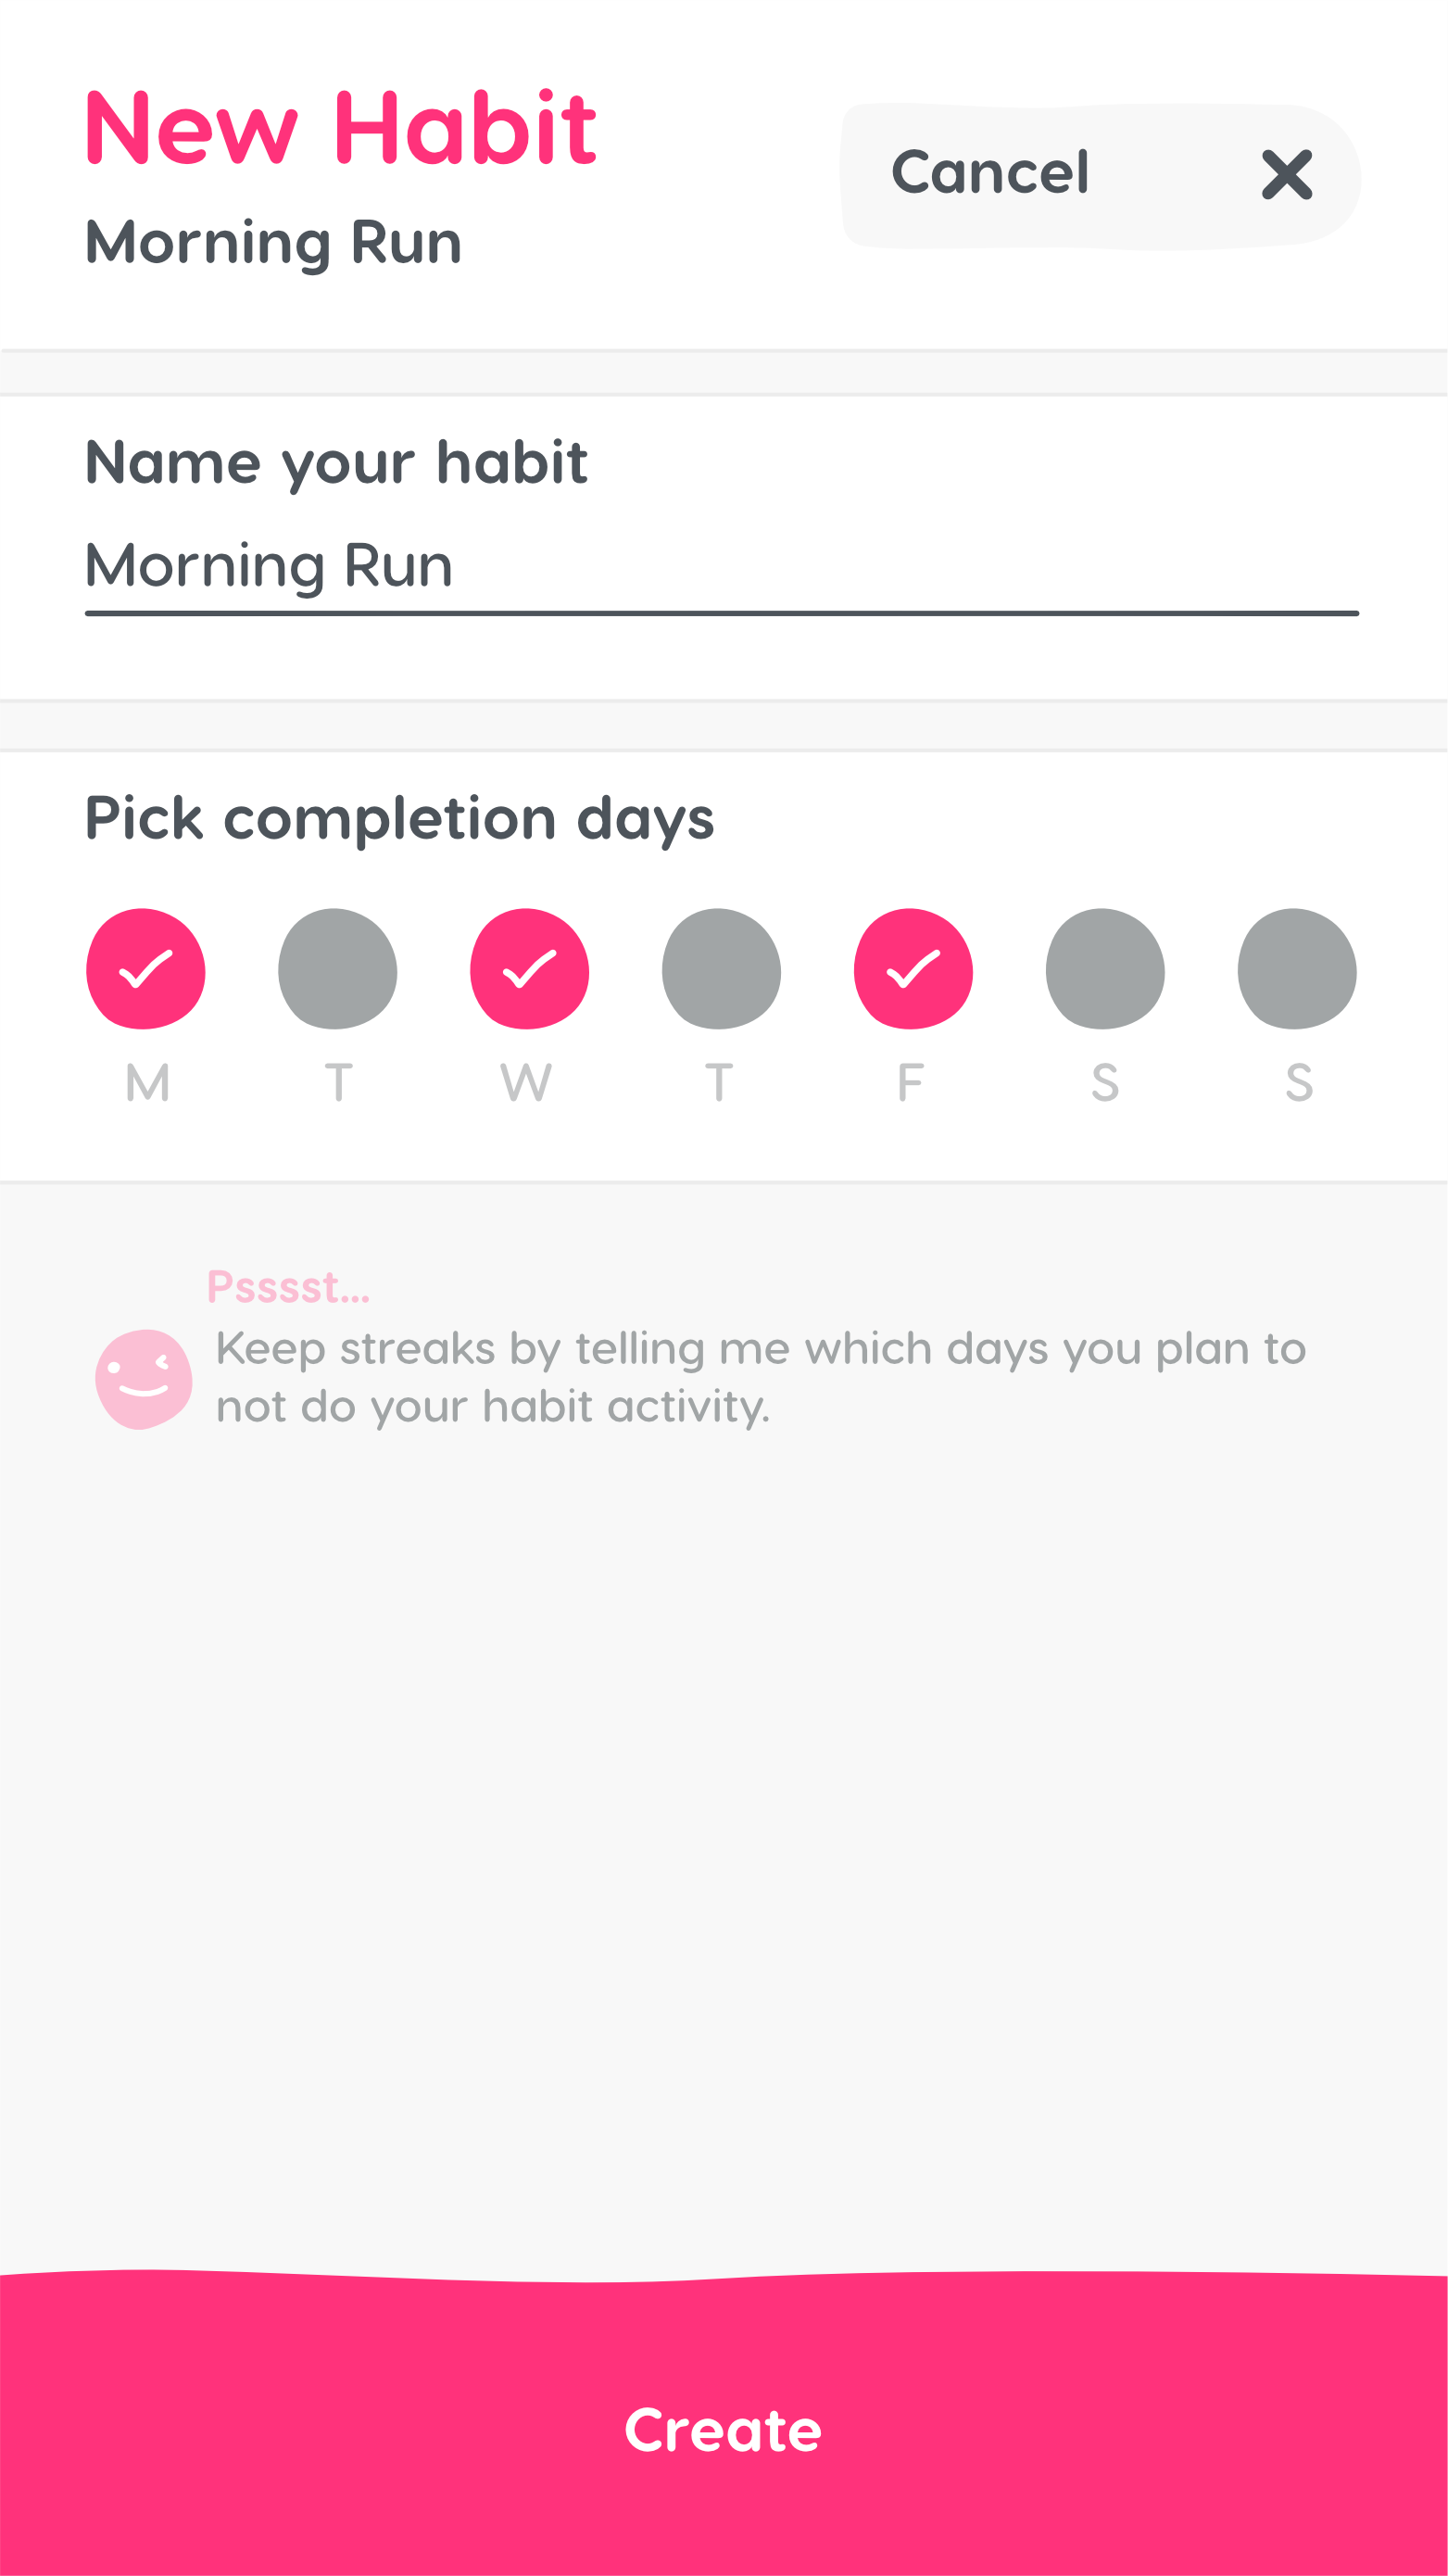 New Habit
Cancel
Morning Run
Name your habit
Morning Run
Pick completion days
M T W T F S S
Psssst...
Keep streaks by telling me which days you plan to
not do your habit activity.
Create